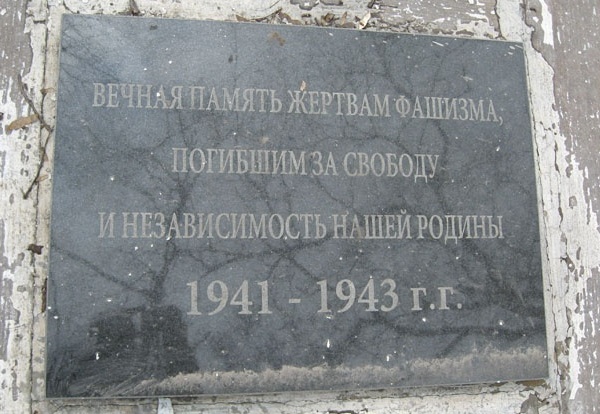 ВЕЧНАЯ ПАМЯТЬ ЖЕРТВАМ ФАШИЗМА,
ПОГИБШИМ ЗА СВОБОДУ
И НЕЗАВИСИМОСТЬ НАШЕЙ РОДИНЫ
1941 - 1943 г.г.